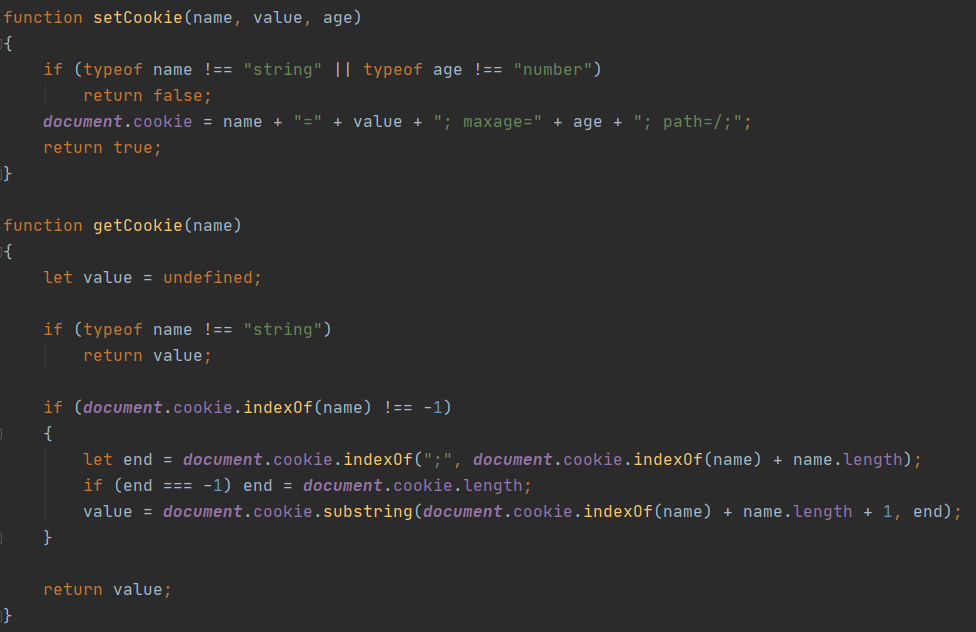 function setCookie(name, value, age)
{
    if (typeof name !== "string" || typeof age !== "number")
        return false;
    document.cookie = name + "=" + value + "; maxage=" + age + "; path=/;";
    return true;
}

function getCookie(name)
{
    let value = undefined;

    if (typeof name !== "string")
        return value;

    if (document.cookie.indexOf(name) !== -1)
    {
        let end = document.cookie.indexOf(";", document.cookie.indexOf(name) + name.length);
        if (end === -1) end = document.cookie.length;
        value = document.cookie.substring(document.cookie.indexOf(name) + name.length + 1, end);
    }

    return value;
}